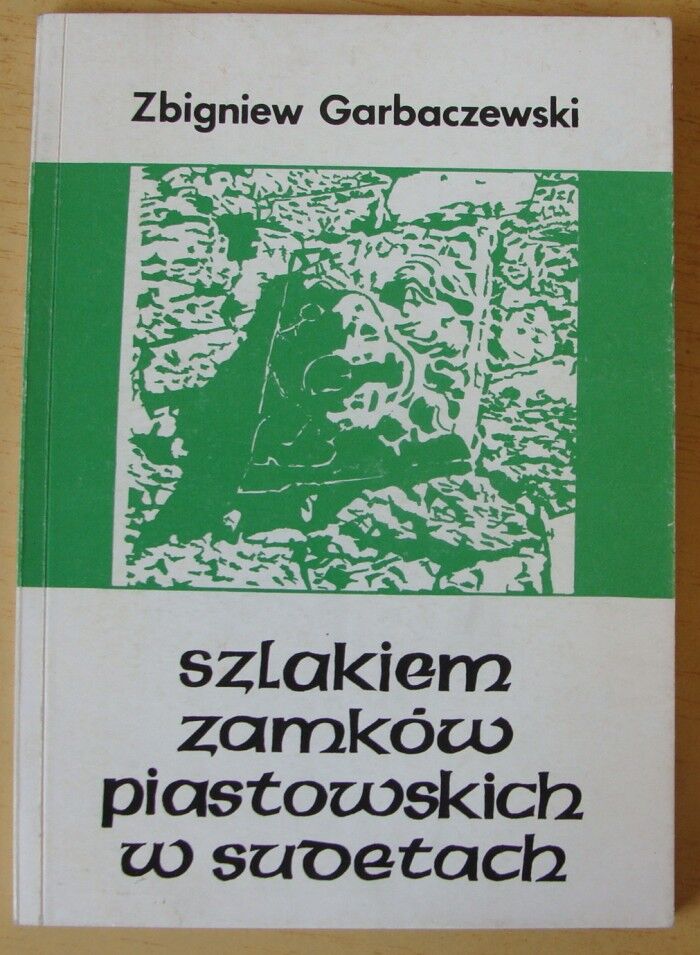 Zbigniew Garbaczewski
szlakiem
zamków
piastowskich
w sudetach